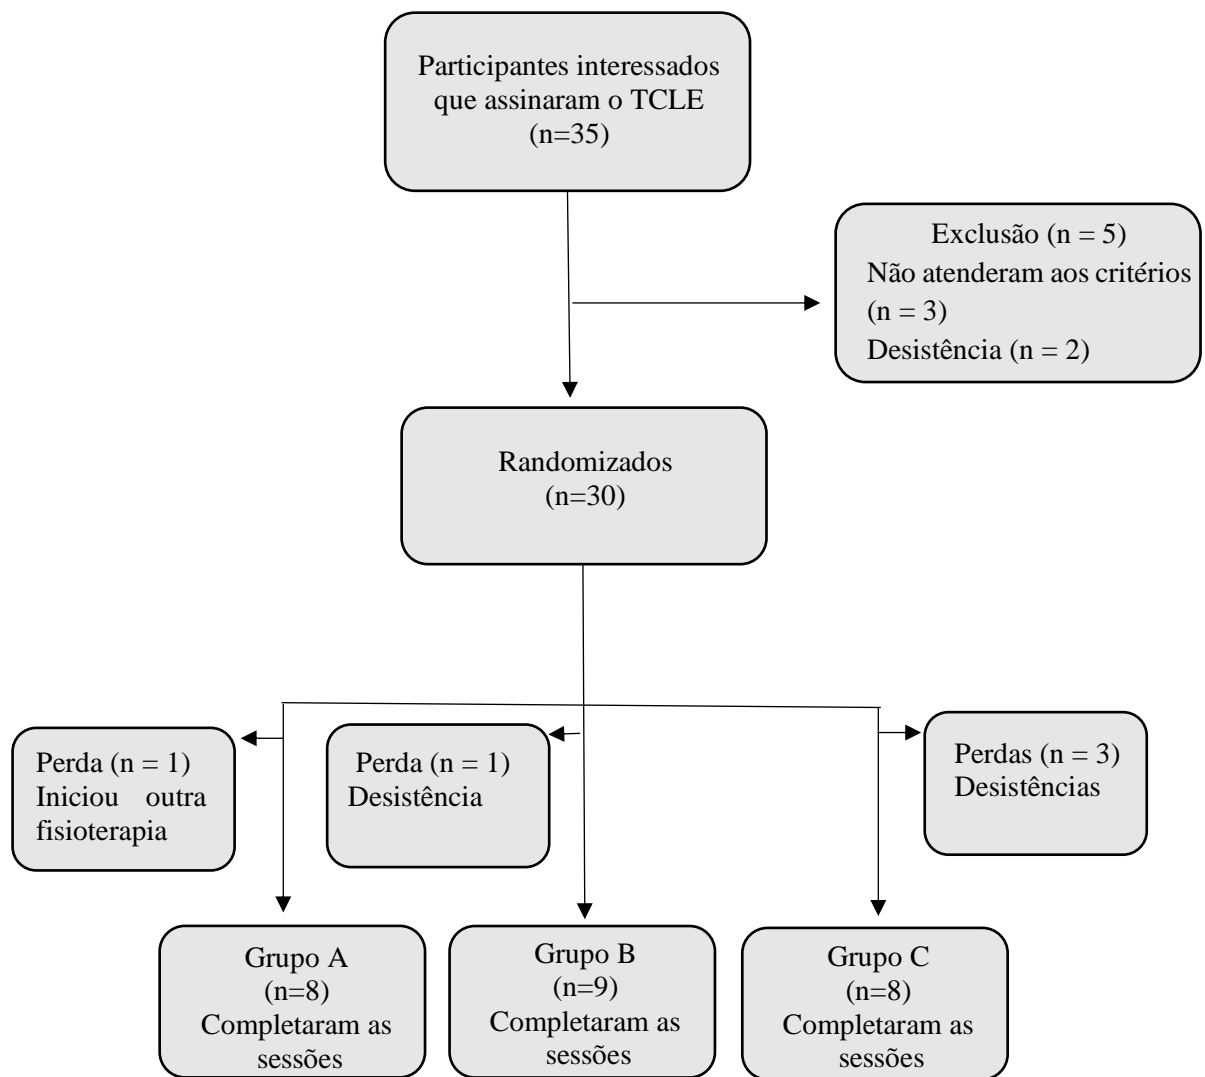 Participantes interessados
que assinaram o TCLE
(n=35)
Exclusão (n = 5)
Não atenderam aos critérios
(n = 3)
Desistência (n = 2)
Randomizados
(n=30)
Perda (n = 1)
Iniciou outra
fisioterapia
Perda (n = 1)
Desistência
Perdas (n = 3)
Desistências
Grupo A
(n=8)
Completaram as
sessões
Grupo B
(n=9)
Completaram as
sessões
Grupo C
(n=8)
Completaram as
sessões